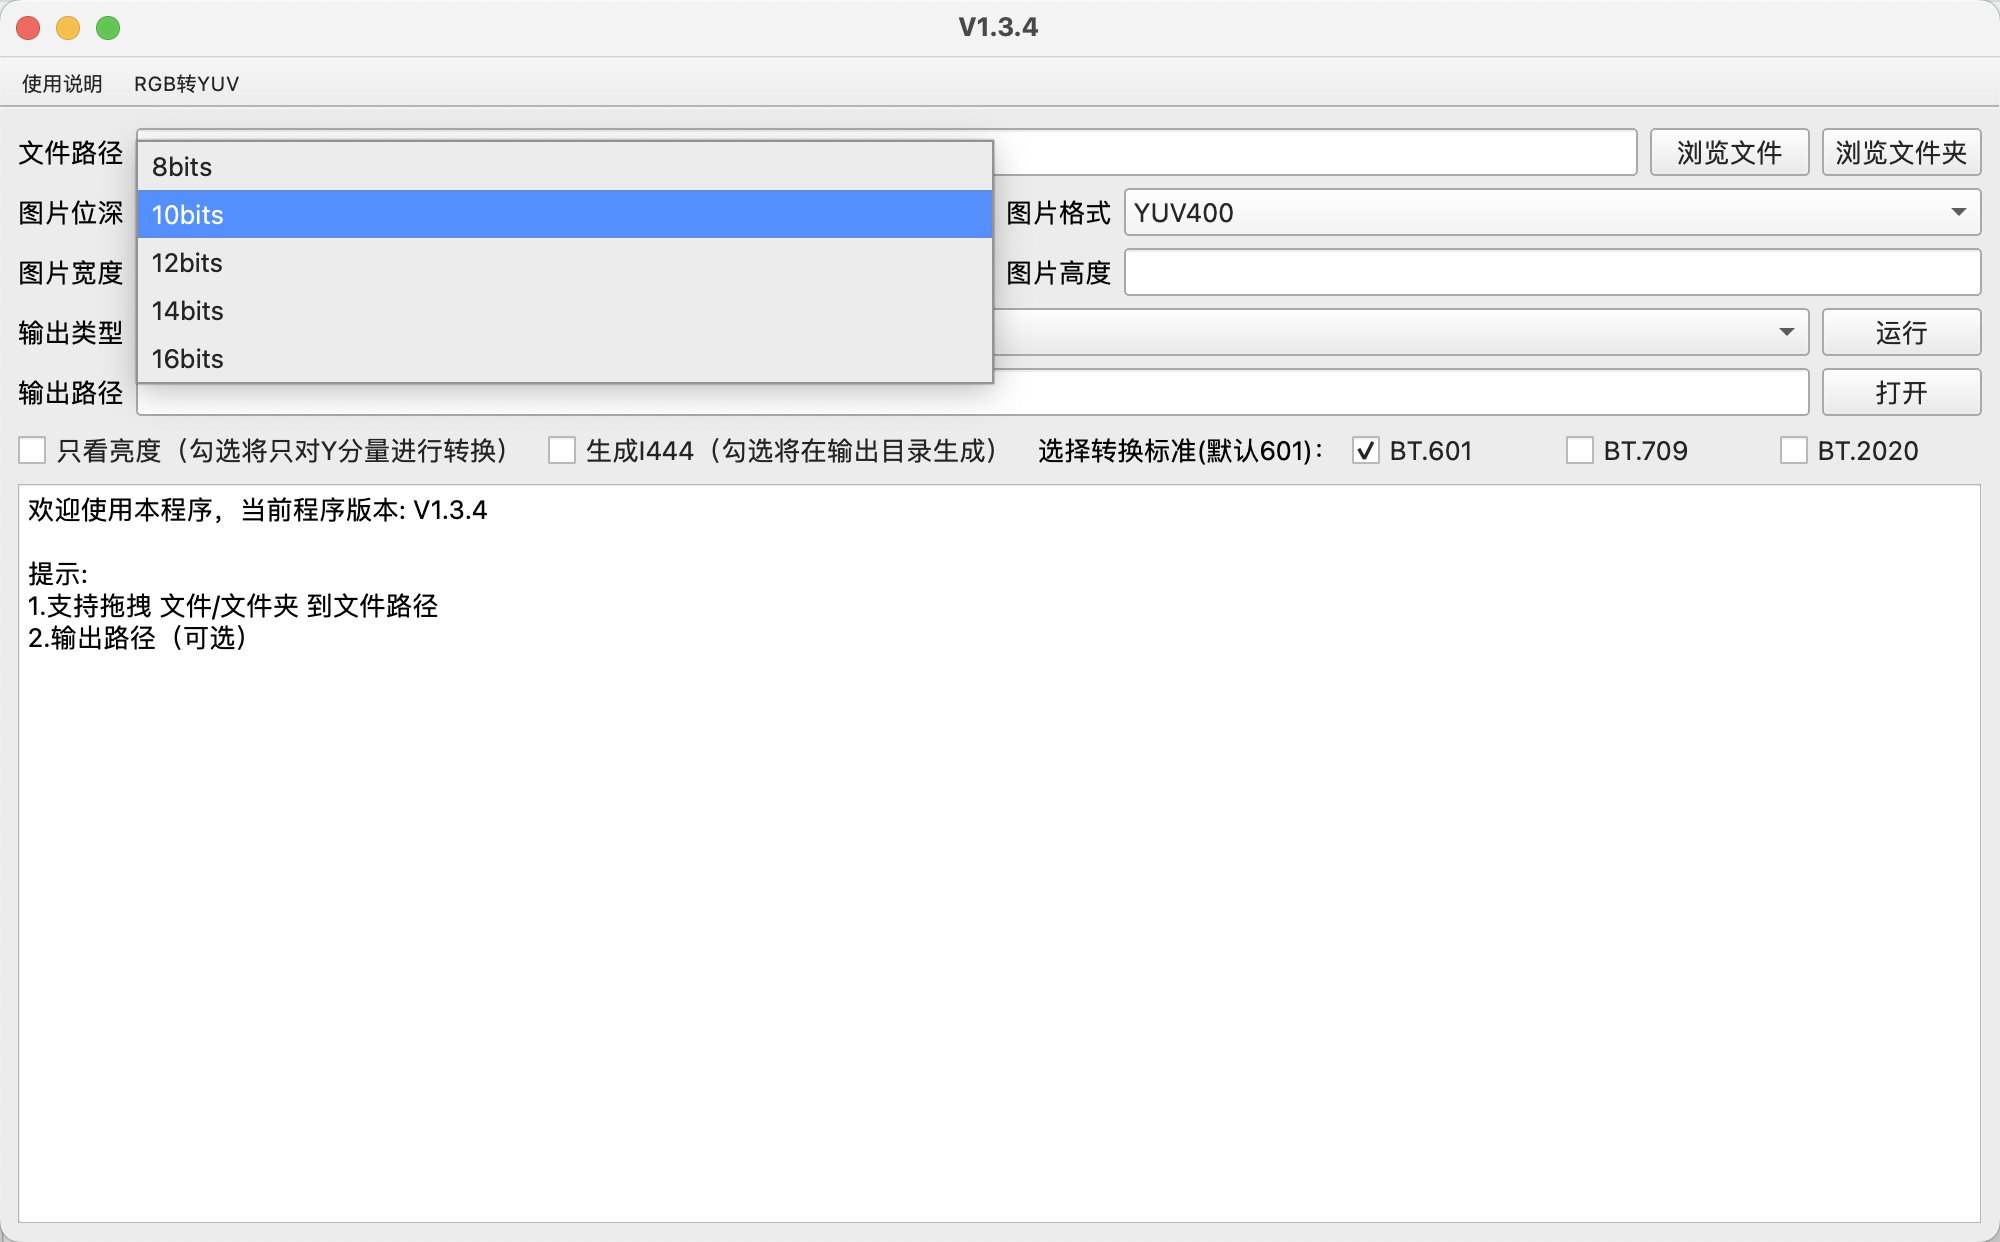 V1.3.4
使用说明 RGB转YUV
文件路径 浏览文件 浏览文件夹
8bits
图片位深 10bits 图片格式 YUV400
图片宽度 12bits 图片高度
14bits
输出类型 运行
16bits
输出路径 打开
只看亮度（勾选将只对Y分量进行转换） 生成I444（勾选将在输出目录生成） 选择转换标准(默认601)： BT.601 BT.709 BT.2020
欢迎使用本程序，当前程序版本: V1.3.4
提示:
1.支持拖拽 文件/文件夹 到文件路径
2.输出路径（可选）